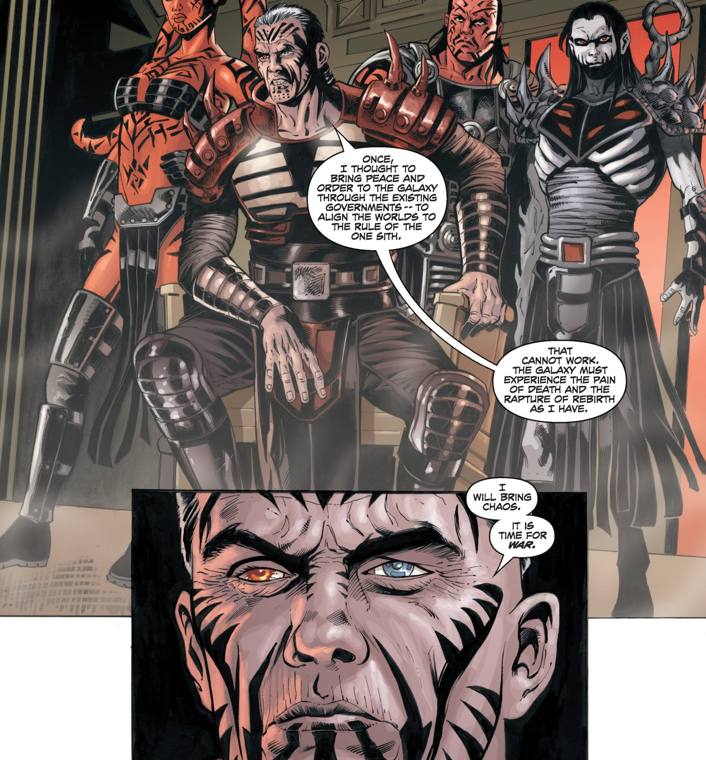 ONCE,
I THOUGHT TO
BRING PEACE AND
ORDER TO THE GALAXY
THROUGH THE EXISTING
GOVERNMENTS -- TO
ALIGN THE WORLDS TO
THE RULE OF THE
ONE SITH.
THAT
CANNOT WORK.
THE GALAXY MUST
EXPERIENCE THE PAIN
OF DEATH AND THE
RAPTURE OF REBIRTH
AS I HAVE.
I
WILL BRING
CHAOS.
IT IS
TIME FOR
WAR.